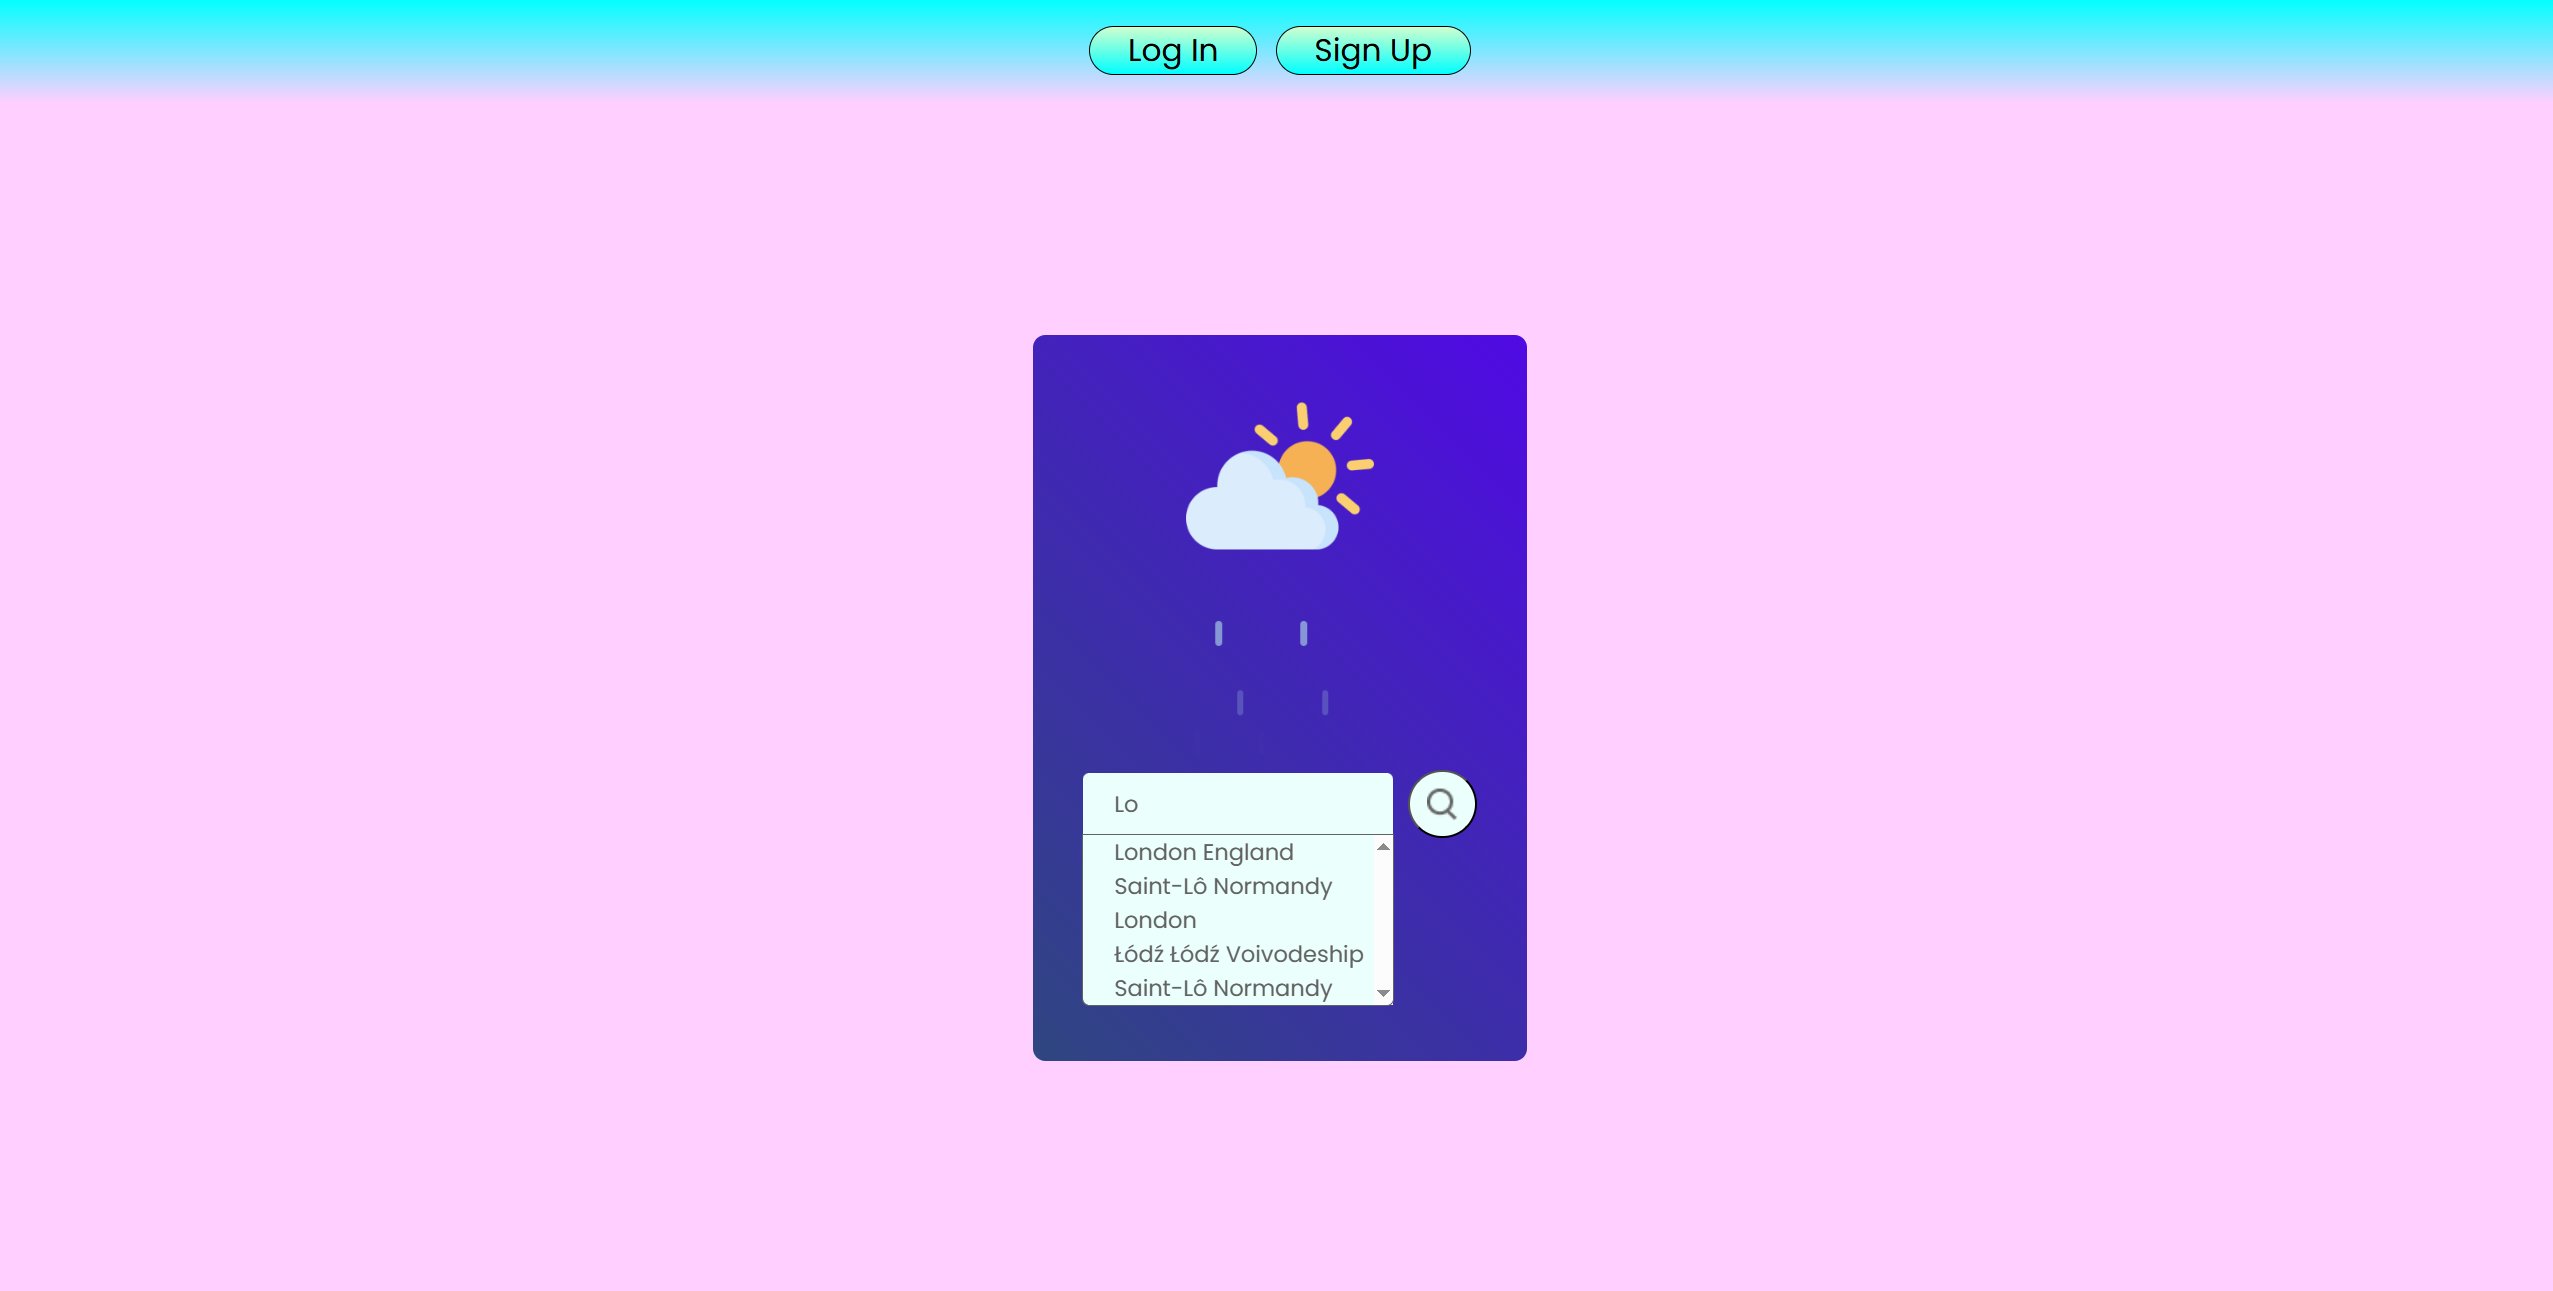 Log In
Sign Up
Lo
London England
Saint-Lô Normandy
London
Łódź Łódź Voivodeship
Saint-Lô Normandy